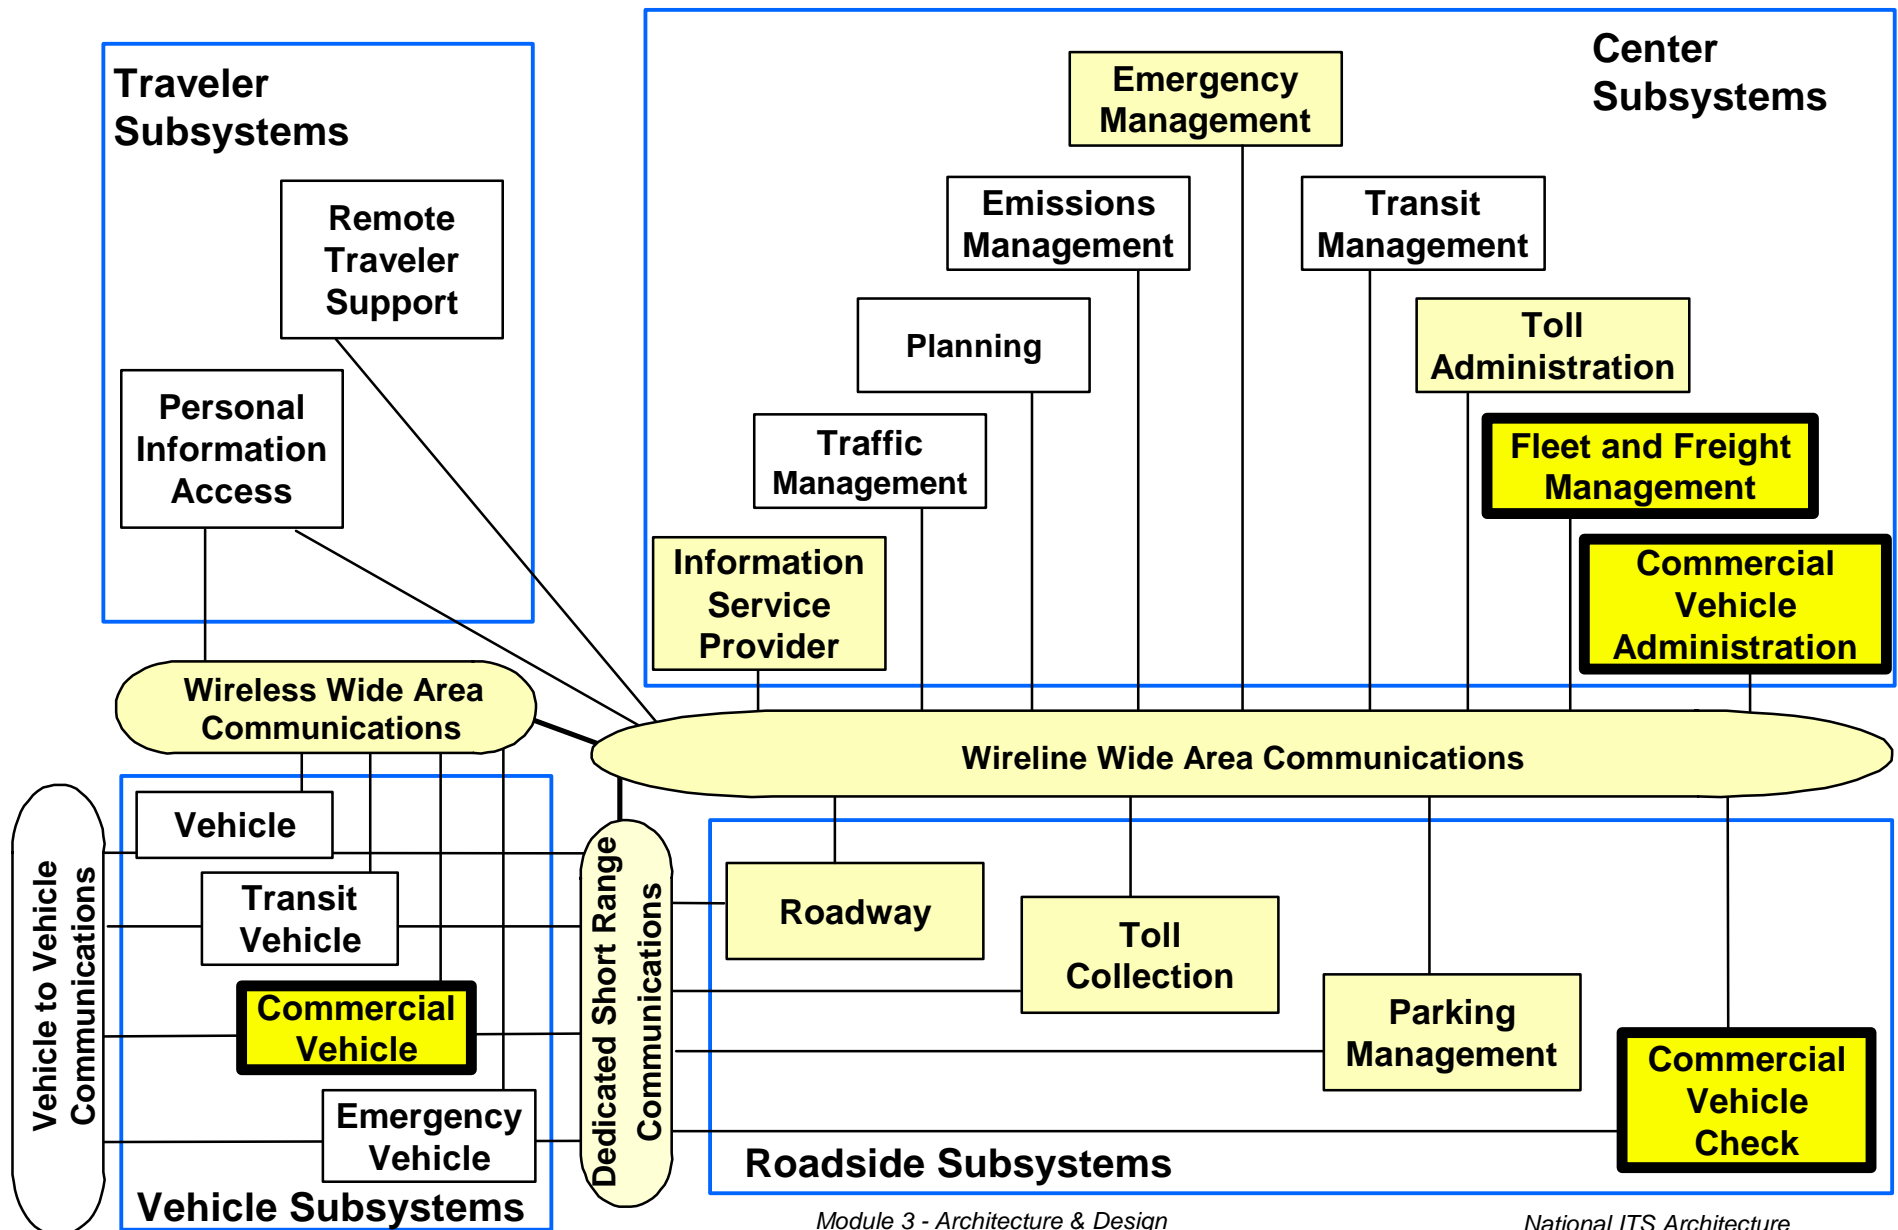 Traveler
Subsystems
Remote
Traveler
Support
Personal
Information
Access
Center
Subsystems
Emergency
Management
Emissions
Management
Transit
Management
Planning
Toll
Administration
Traffic
Management
Fleet and Freight
Management
Information
Service
Provider
Commercial
Vehicle
Administration
Wireless Wide Area
Communications
Wireline Wide Area Communications
Vehicle to Vehicle
Communications
Vehicle
Transit
Vehicle
Commercial
Vehicle
Emergency
Vehicle
Vehicle Subsystems
Dedicated Short Range
Communications
Roadway
Toll
Collection
Parking
Management
Commercial
Vehicle
Check
Roadside Subsystems
Module 3 - Architecture & Design
National ITS Architecture